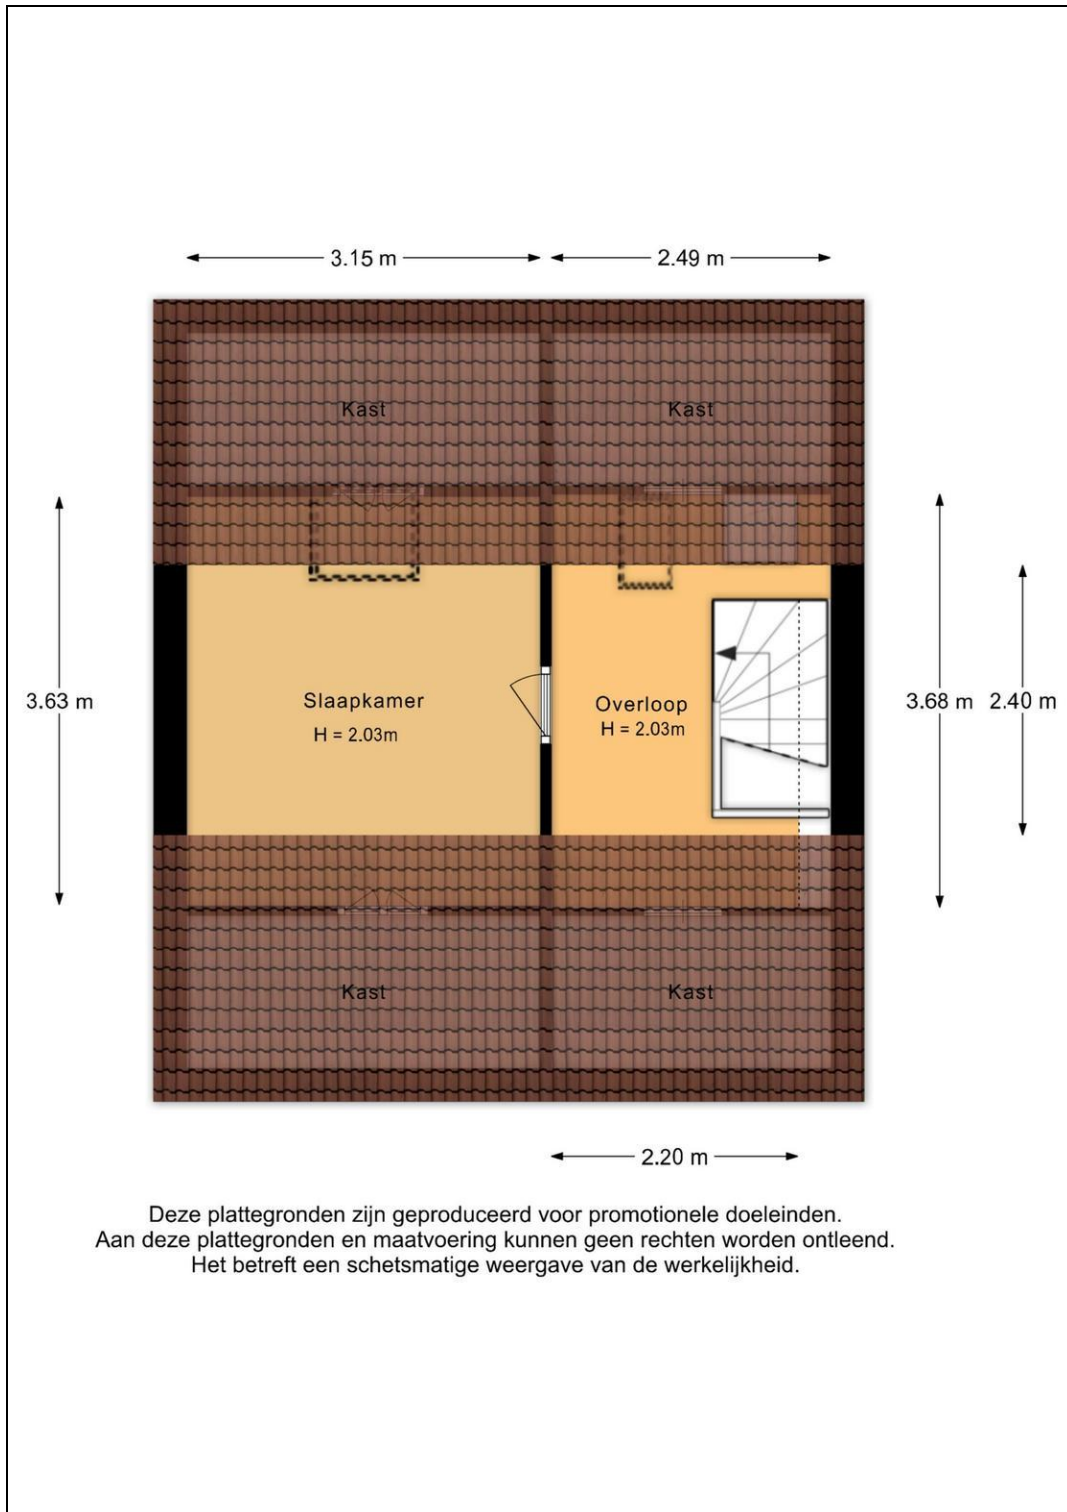 3.15 m
2.49 m
Kast
Kast
3.63 m
Slaapkamer
H = 2.03m
Overloop
H = 2.03m
3.68 m
2.40 m
Kast
Kast
2.20 m
Deze plattegronden zijn geproduceerd voor promotionele doeleinden.
Aan deze plattegronden en maatvoering kunnen geen rechten worden ontleend.
Het betreft een schetsmatige weergave van de werkelijkheid.